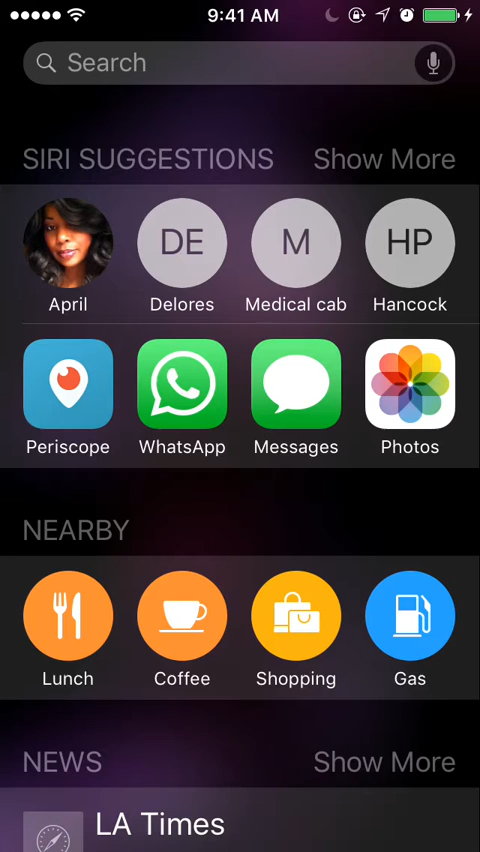 9:41 AM
Search
SIRI SUGGESTIONS Show More
DE M HP
April Delores Medical cab Hancock
Periscope WhatsApp Messages Photos
NEARBY
Lunch Coffee Shopping Gas
NEWS Show More
LA Times